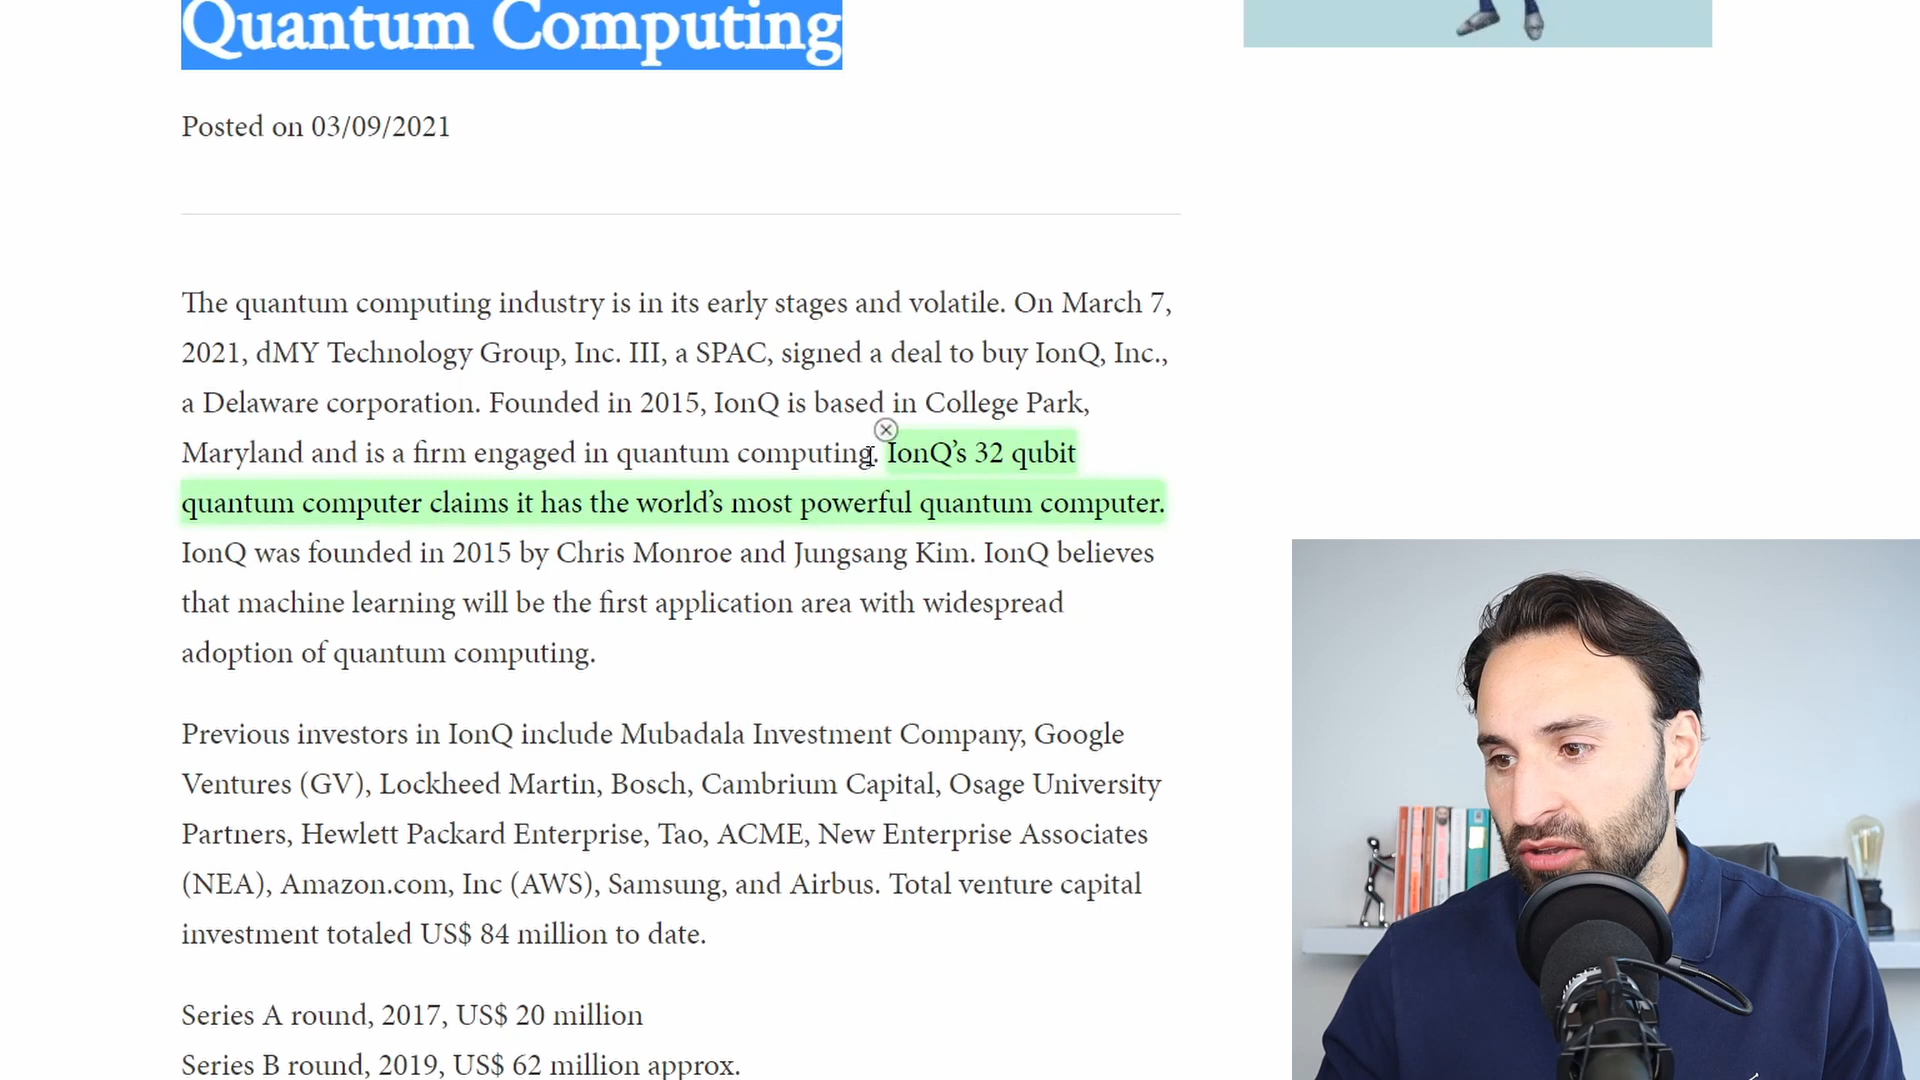 Quantum Computing
Posted on 03/09/2021
The quantum computing industry is in its early stages and volatile. On March 7,
2021, dMY Technology Group, Inc. III, a SPAC, signed a deal to buy IonQ, Inc.,
a Delaware corporation. Founded in 2015, IonQ is based in College Park,
Maryland and is a firm engaged in quantum computing. IonQ’s 32 qubit
quantum computer claims it has the world’s most powerful quantum computer.
IonQ was founded in 2015 by Chris Monroe and Jungsang Kim. IonQ believes
that machine learning will be the first application area with widespread
adoption of quantum computing.
Previous investors in IonQ include Mubadala Investment Company, Google
Ventures (GV), Lockheed Martin, Bosch, Cambrium Capital, Osage University
Partners, Hewlett Packard Enterprise, Tao, ACME, New Enterprise Associates
(NEA), Amazon.com, Inc (AWS), Samsung, and Airbus. Total venture capital
investment totaled US$ 84 million to date.
Series A round, 2017, US$ 20 million
Series B round, 2019, US$ 62 million approx.